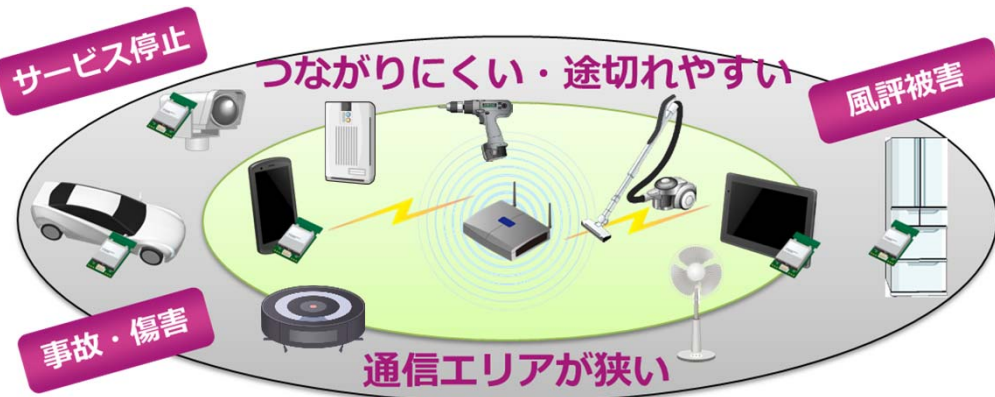 サービス停止
つながりにくい・途切れやすい
風評被害
事故・傷害
通信エリアが狭い